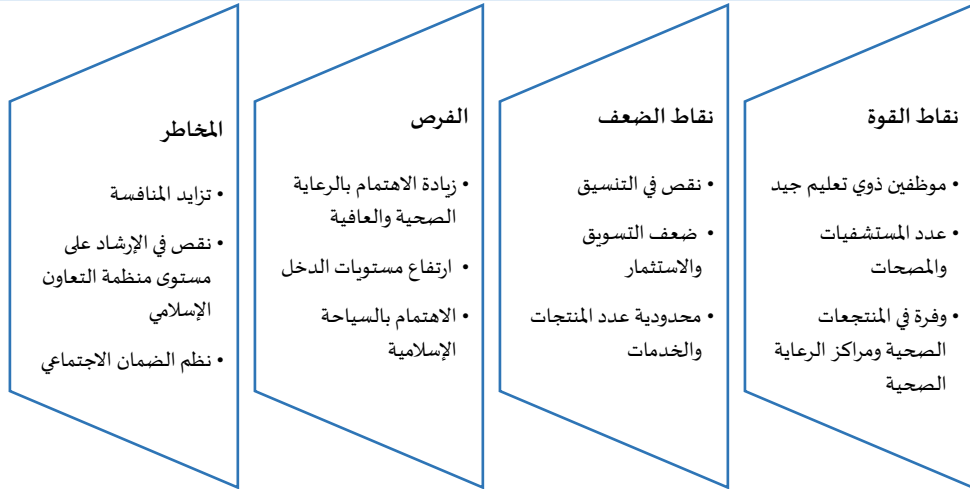 نقاط القوة
• موظفين ذوي تعليم جيد
• عدد المستشفيات
والمصحات
• وفرة في المنتجعات
الصحية ومراكز الرعاية
الصحية
نقاط الضعف
• نقص في التنسيق
• ضعف التسويق
والاستثمار
• محدودية عدد المنتجات
والخدمات
الفرص
• زيادة الاهتمام بالرعاية
الصحية والعافية
• ارتفاع مستويات الدخل
• الاهتمام بالسياحة
الإسلامية
المخاطر
• تزايد المنافسة
• نقص في الإرشاد على
مستوى منظمة التعاون
الإسلامي
• نظم الضمان الاجتماعي